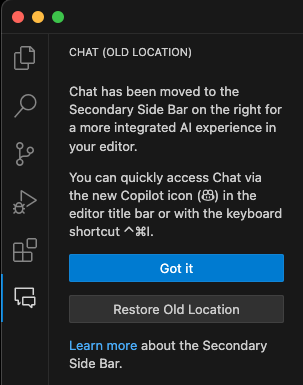 CHAT (OLD LOCATION)
Chat has been moved to the
Secondary Side Bar on the right for
a more integrated AI experience in
your editor.
You can quickly access Chat via
the new Copilot icon () in the
editor title bar or with the keyboard
shortcut ^⌘I.
Got it
Restore Old Location
Learn more about the Secondary
Side Bar.